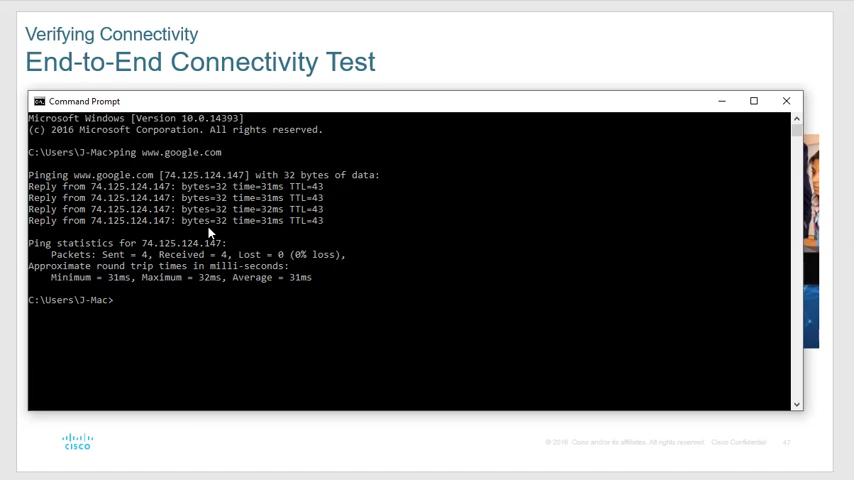 Verifying Connectivity
End-to-End Connectivity Test
Command Prompt
Microsoft Windows [Version 10.0.14393]
(c) 2016 Microsoft Corporation. All rights reserved.
C:\Users\J-Mac>ping www.google.com
Pinging www.google.com [74.125.124.147] with 32 bytes of data:
Reply from 74.125.124.147: bytes=32 time=31ms TTL=43
Reply from 74.125.124.147: bytes=32 time=31ms TTL=43
Reply from 74.125.124.147: bytes=32 time=32ms TTL=43
Reply from 74.125.124.147: bytes=32 time=31ms TTL=43
Ping statistics for 74.125.124.147:
Packets: Sent = 4, Received = 4, Lost = 0 (0% loss),
Approximate round trip times in milli-seconds:
Minimum = 31ms, Maximum = 32ms, Average = 31ms
C:\Users\J-Mac>
CISCO
© 2016 Cisco and/or its affiliates. All rights reserved. Cisco Confidential 47